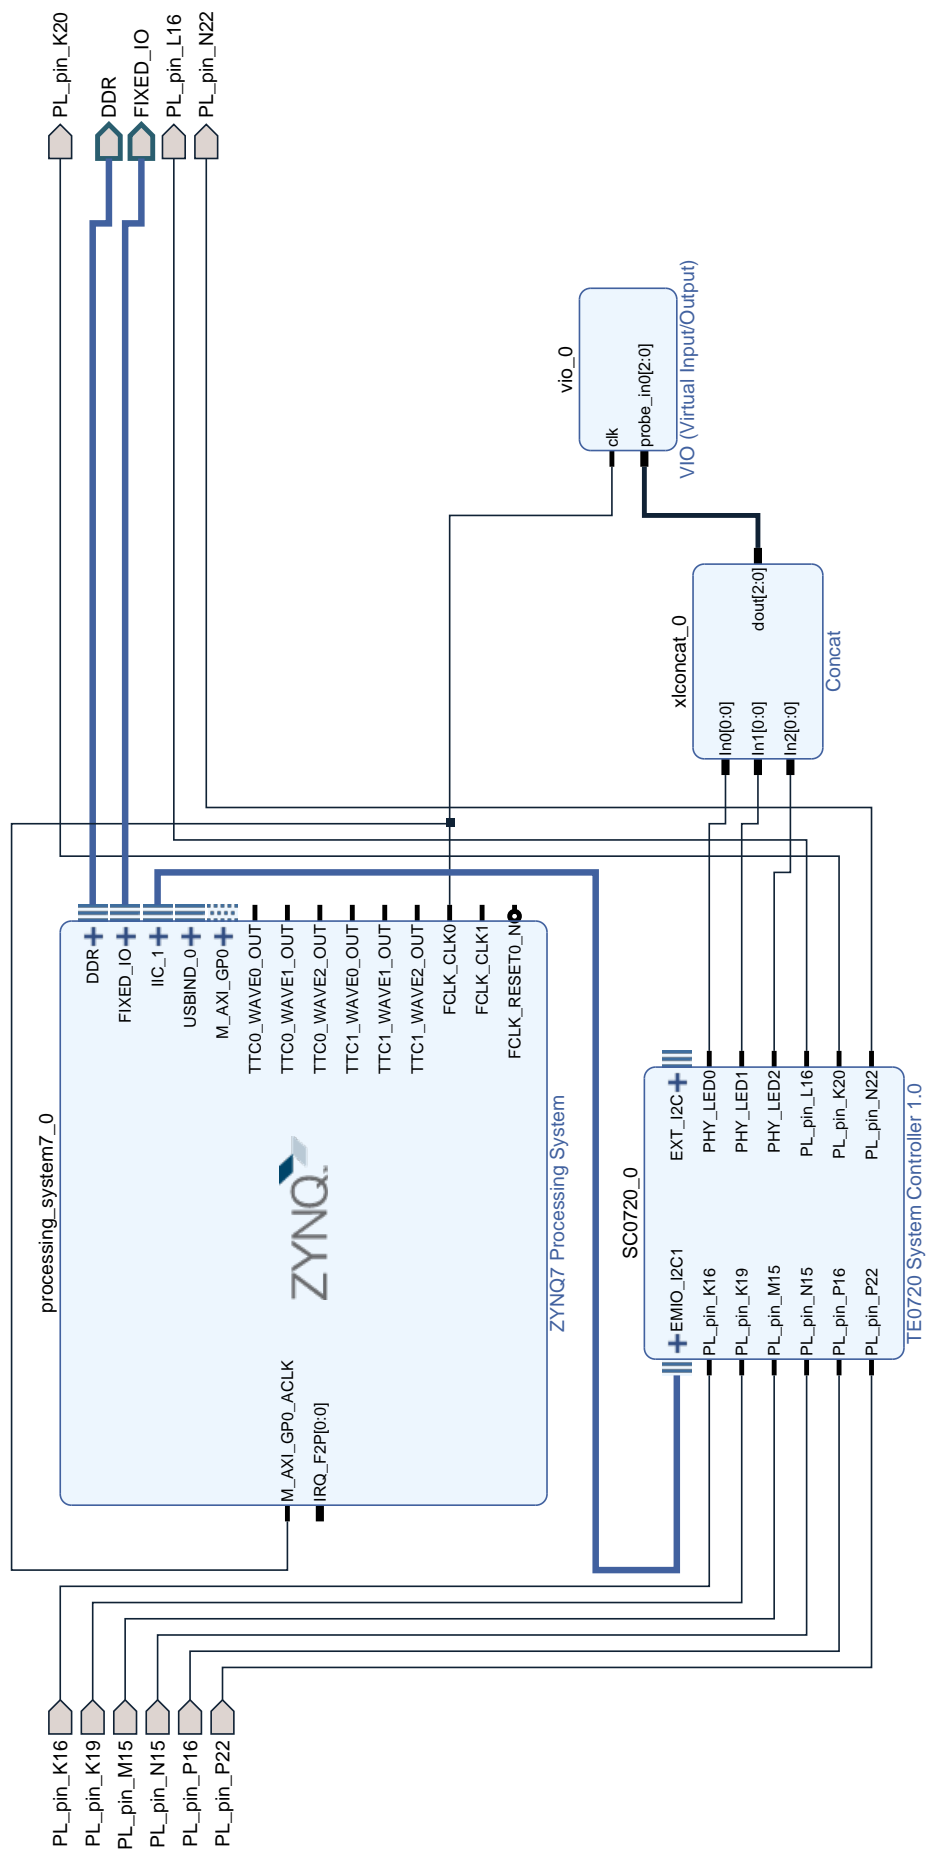 PL_pin_K16
PL_pin_K19
PL_pin_M15
PL_pin_N15
PL_pin_P16
PL_pin_P22
processing_system7_0
M_AXI_GP0_ACLK
IRQ_F2P[0:0]
ZYNQ.
DDR
FIXED_IO
IIC_1
USBIND_0
M_AXI_GP0
TTC0_WAVE0_OUT
TTC0_WAVE1_OUT
TTC0_WAVE2_OUT
TTC1_WAVE0_OUT
TTC1_WAVE1_OUT
TTC1_WAVE2_OUT
FCLK_CLK0
FCLK_CLK1
FCLK_RESET0_N
ZYNQ7 Processing System
SC0720_0
EMIO_I2C1
PL_pin_K16
PL_pin_K19
PL_pin_M15
PL_pin_N15
PL_pin_P16
PL_pin_P22
EXT_I2C
PHY_LED0
PHY_LED1
PHY_LED2
PL_pin_L16
PL_pin_K20
PL_pin_N22
TE0720 System Controller 1.0
xlconcat_0
In0[0:0]
In1[0:0]
In2[0:0]
dout[2:0]
Concat
vio_0
clk
probe_in0[2:0]
VIO (Virtual Input/Output)
PL_pin_K20
DDR
FIXED_IO
PL_pin_L16
PL_pin_N22